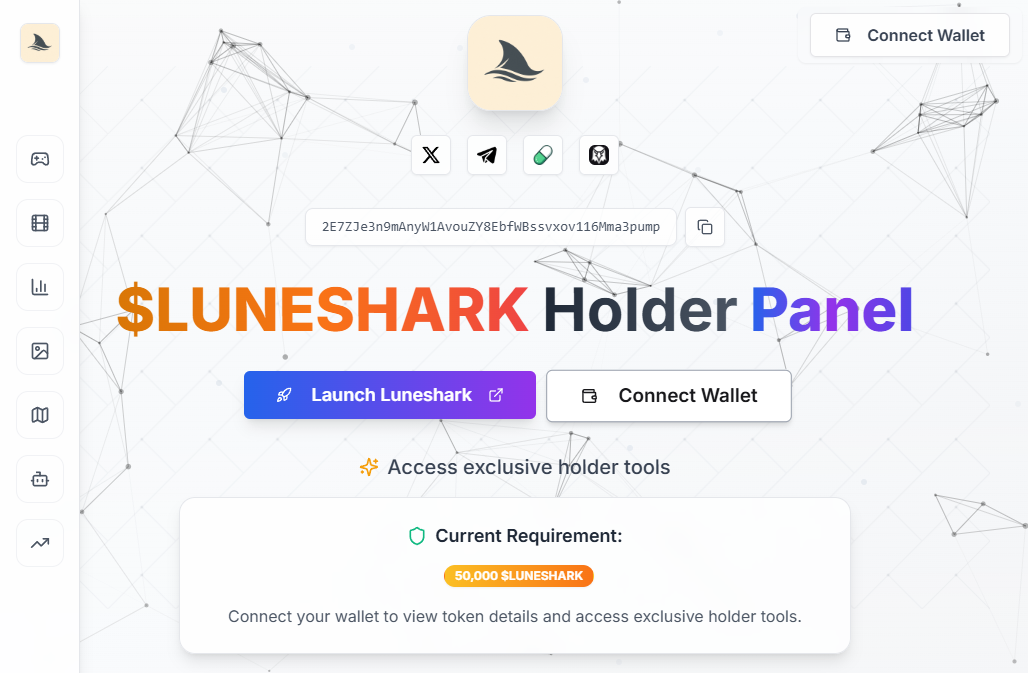 Connect Wallet
2E7ZJe3n9mAnyW1AvouZY8EbfWBssvxov116Mma3pump
$LUNESHARK Holder Panel
Launch Luneshark
Connect Wallet
Access exclusive holder tools
Current Requirement:
50,000 $LUNESHARK
Connect your wallet to view token details and access exclusive holder tools.